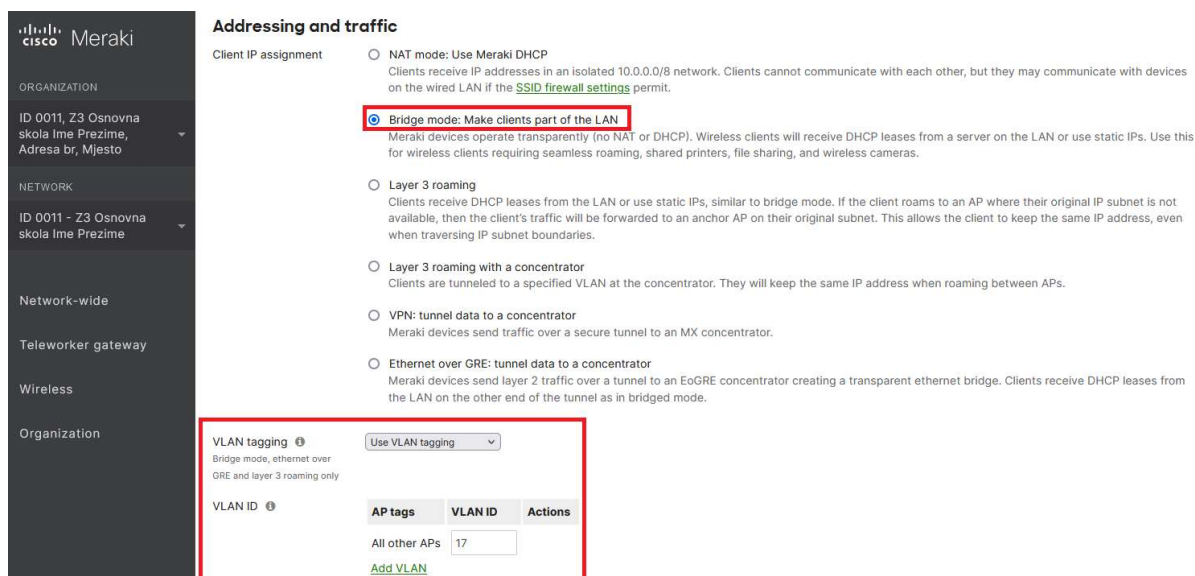 cisco Meraki
ORGANIZATION
ID 0011, Z3 Osnovna
skola Ime Prezime,
Adresa br, Mjesto
NETWORK
ID 0011 - Z3 Osnovna
skola Ime Prezime
Network-wide
Teleworker gateway
Wireless
Organization
Addressing and traffic
Client IP assignment
NAT mode: Use Meraki DHCP
Clients receive IP addresses in an isolated 10.0.0.0/8 network. Clients cannot communicate with each other, but they may communicate with devices
on the wired LAN if the SSID firewall settings permit.
Bridge mode: Make clients part of the LAN
Meraki devices operate transparently (no NAT or DHCP). Wireless clients will receive DHCP leases from a server on the LAN or use static IPs. Use this
for wireless clients requiring seamless roaming, shared printers, file sharing, and wireless cameras.
Layer 3 roaming
Clients receive DHCP leases from the LAN or use static IPs, similar to bridge mode. If the client roams to an AP where their original IP subnet is not
available, then the client's traffic will be forwarded to an anchor AP on their original subnet. This allows the client to keep the same IP address, even
when traversing IP subnet boundaries.
Layer 3 roaming with a concentrator
Clients are tunneled to a specified VLAN at the concentrator. They will keep the same IP address when roaming between APs.
VPN: tunnel data to a concentrator
Meraki devices send traffic over a secure tunnel to an MX concentrator.
Ethernet over GRE: tunnel data to a concentrator
Meraki devices send layer 2 traffic over a tunnel to an EoGRE concentrator creating a transparent ethernet bridge. Clients receive DHCP leases from
the LAN on the other end of the tunnel as in bridged mode.
VLAN tagging
Bridge mode, ethernet over
GRE and layer 3 roaming only
Use VLAN tagging
VLAN ID
AP tags VLAN ID Actions
All other APs 17
Add VLAN